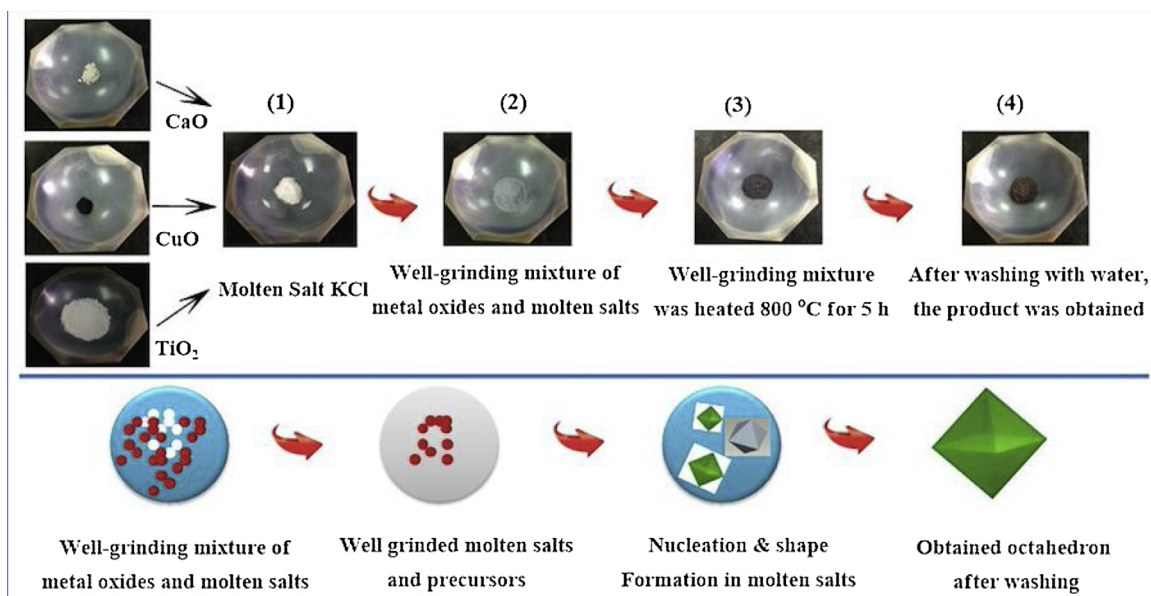 CaO
CuO
TiO₂
(1)
Molten Salt KCl
(2)
Well-grinding mixture of
metal oxides and molten salts
(3)
Well-grinding mixture
was heated 800 °C for 5 h
(4)
After washing with water,
the product was obtained
Well-grinding mixture of
metal oxides and molten salts
Well grinded molten salts
and precursors
Nucleation & shape
Formation in molten salts
Obtained octahedron
after washing